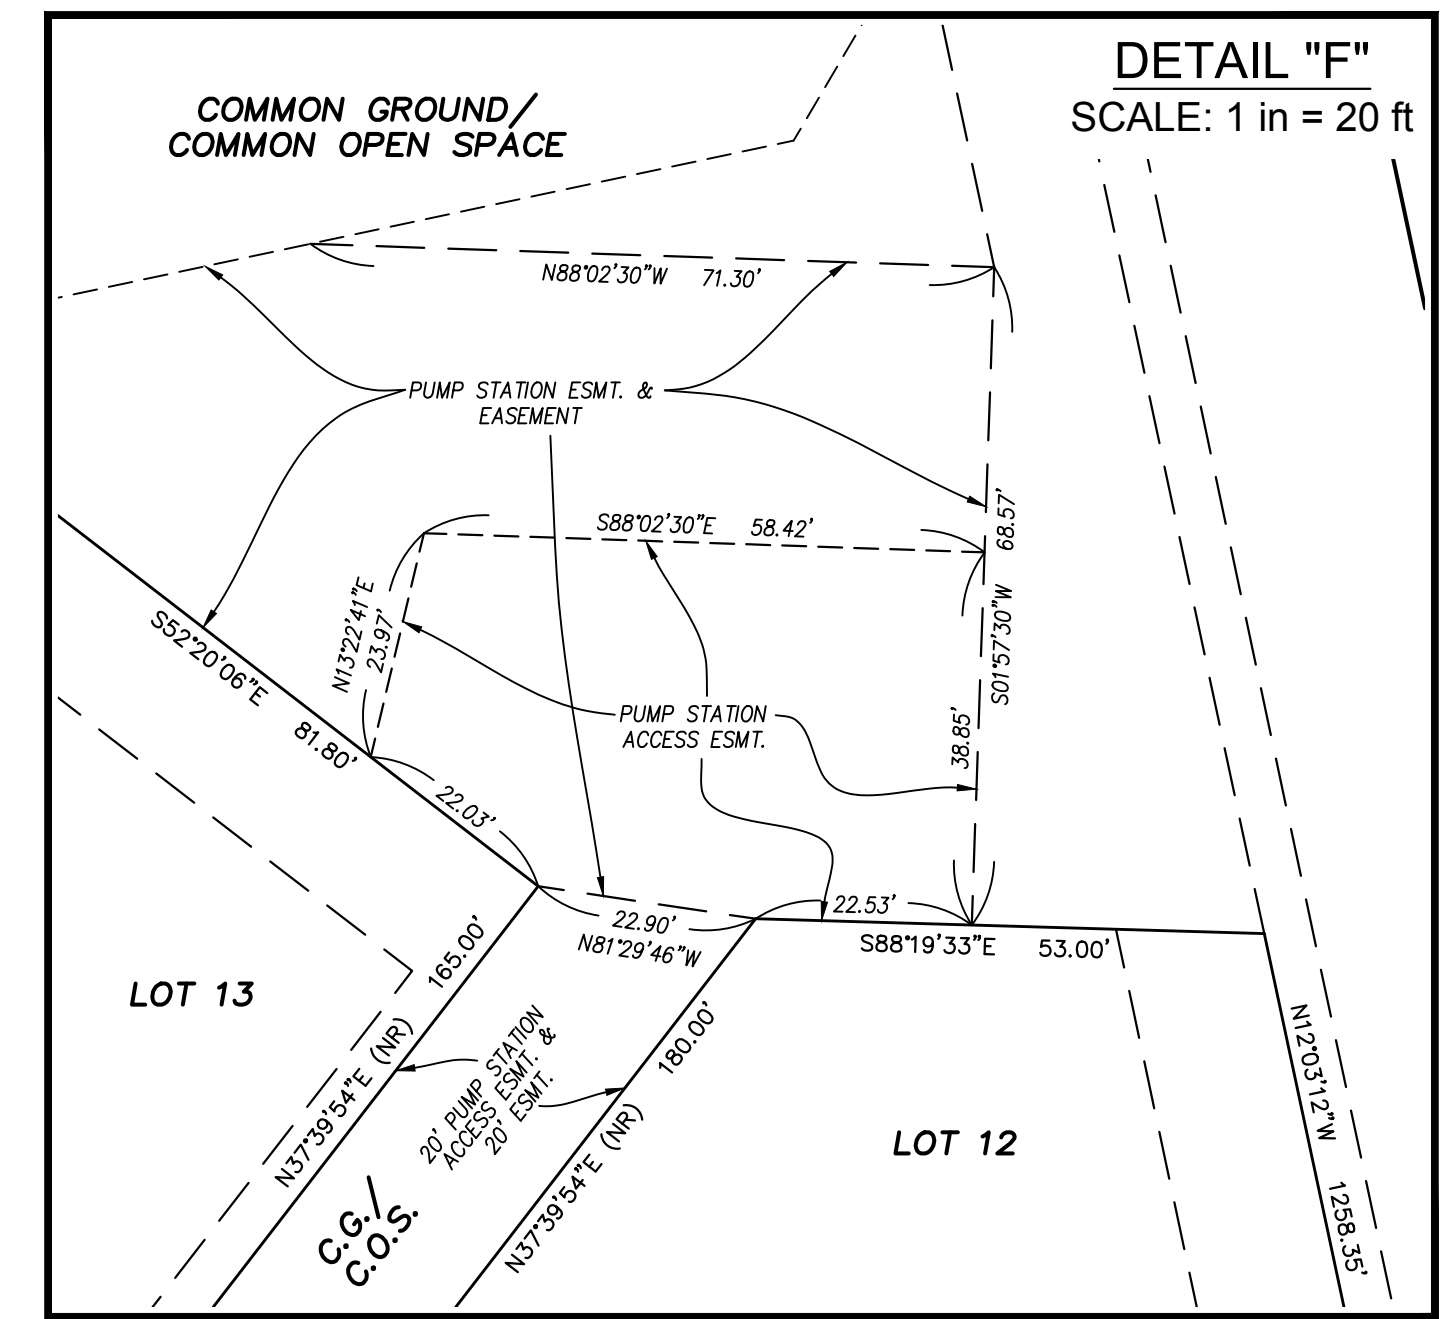 DETAIL "F"
SCALE: 1 in = 20 ft
COMMON GROUND/
COMMON OPEN SPACE
N88°02'30"W 71.30'
PUMP STATION ESMT. &
EASEMENT
S88°02'30"E 58.42'
68.57'
S01°57'30"W
N13°22'41"E
23.97'
S52°20'06"E 81.80'
PUMP STATION
ACCESS ESMT.
38.85'
22.03'
22.90'
N81°29'46"W
22.53'
S88°19'33"E 53.00'
LOT 13
N37°39'54"E (NR) 165.00'
20' PUMP STATION
ACCESS ESMT. &
20' ESMT.
N37°39'54"E (NR) 180.00'
C.G./
C.O.S.
LOT 12
N12°03'12"W 1258.35'